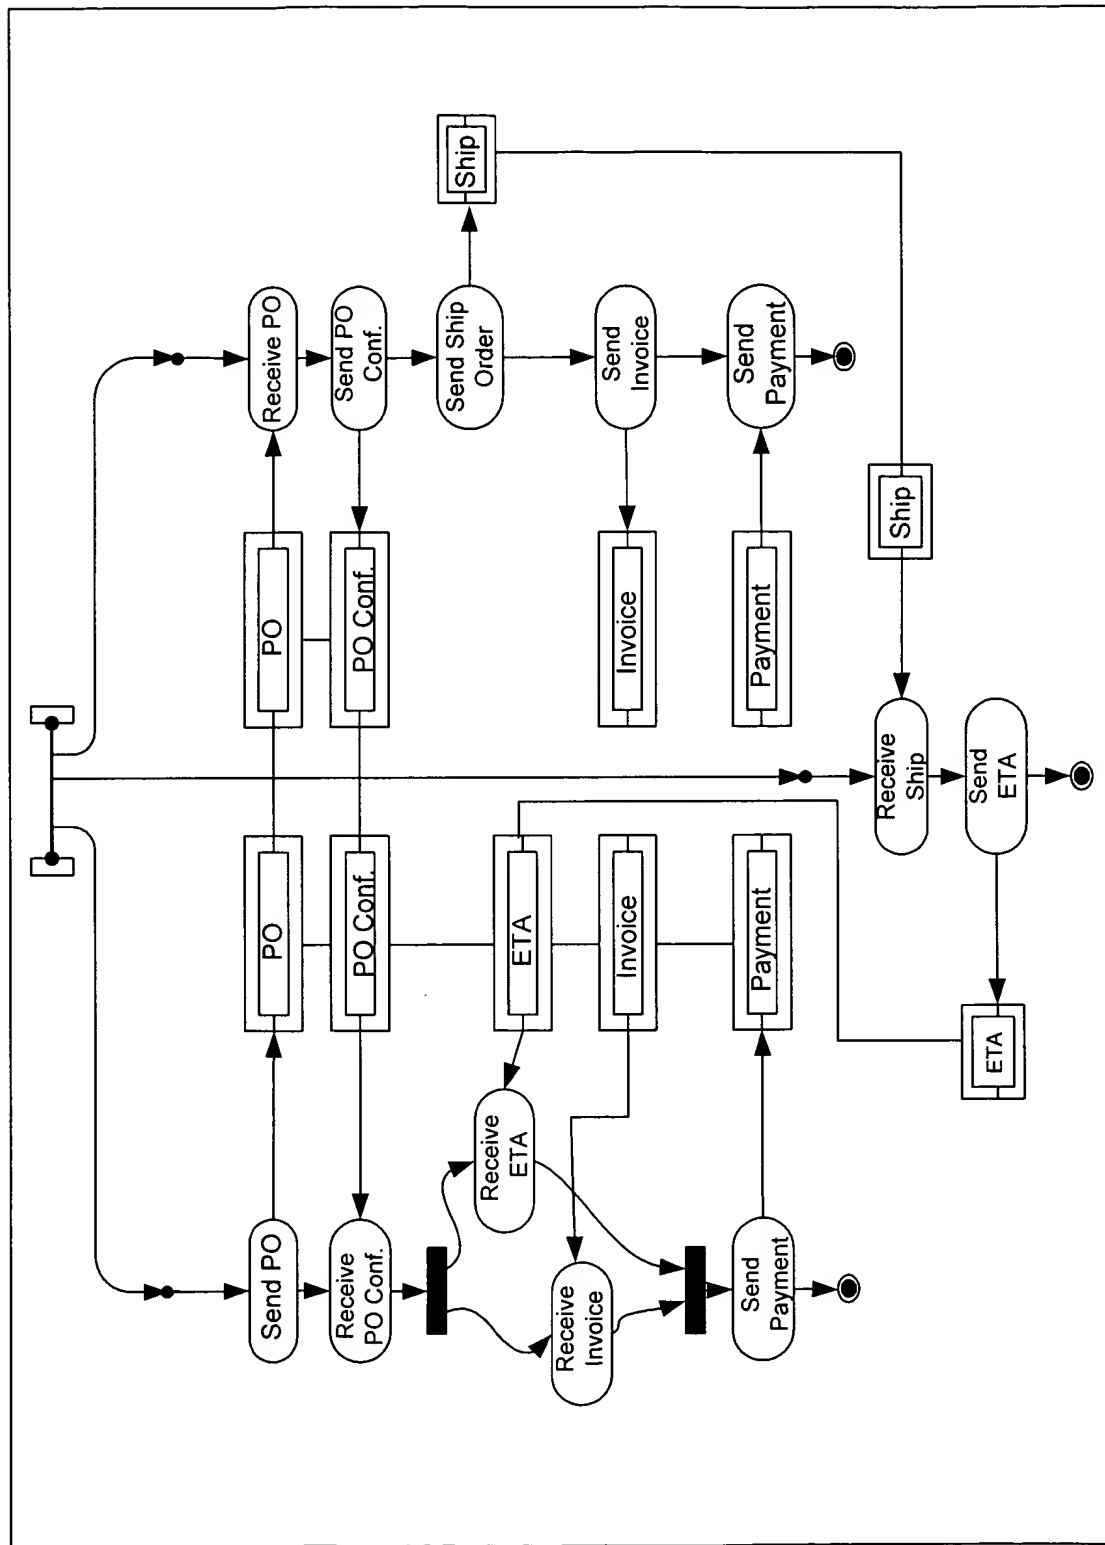 Send PO
Receive
PO Conf.
Receive
ETA
Receive
Invoice
Send
Payment
PO
PO Conf.
ETA
Invoice
Payment
ETA
Receive
Ship
Send
ETA
PO
PO Conf.
Invoice
Payment
Ship
Receive PO
Send PO
Conf.
Send Ship
Order
Send
Invoice
Send
Payment
Ship